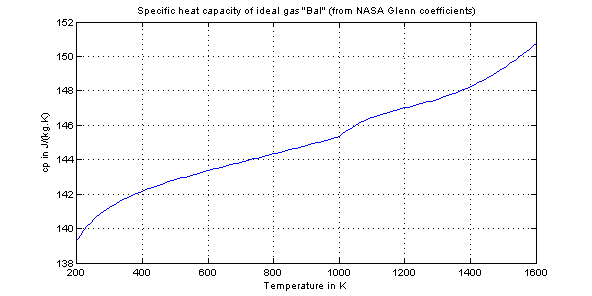 Specific heat capacity of ideal gas "BaI" (from NASA Glenn coefficients)
152
150
148
146
144
142
140
138
cp in J/(kg.K)
200 400 600 800 1000 1200 1400 1600
Temperature in K